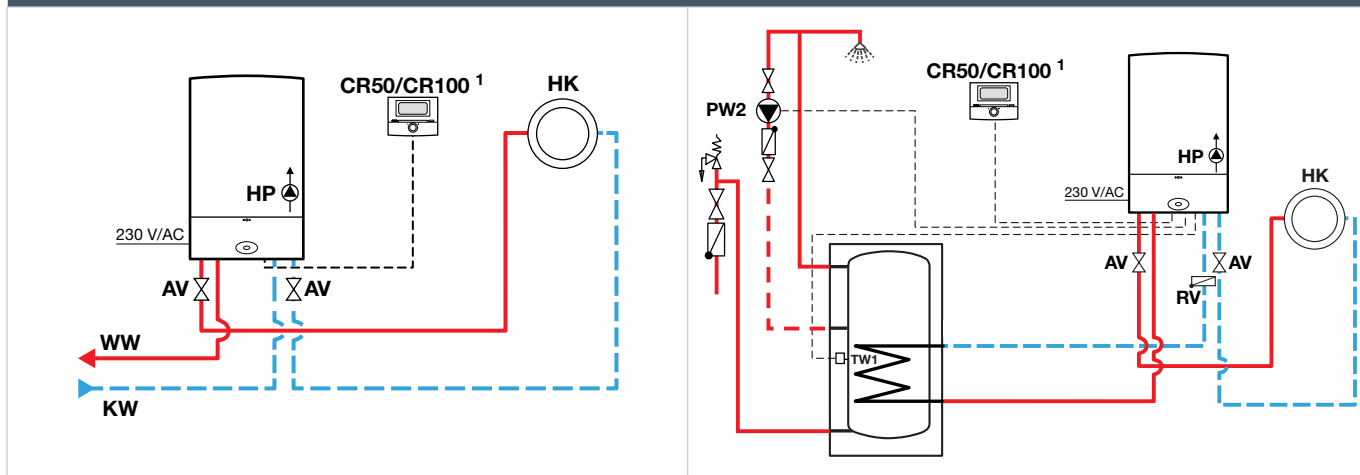 CR50/CR100 1
HK
HP
230 V/AC
AV
AV
WW
KW
PW2
CR50/CR100 1
HP
HK
230 V/AC
AV
AV
RV
TW1